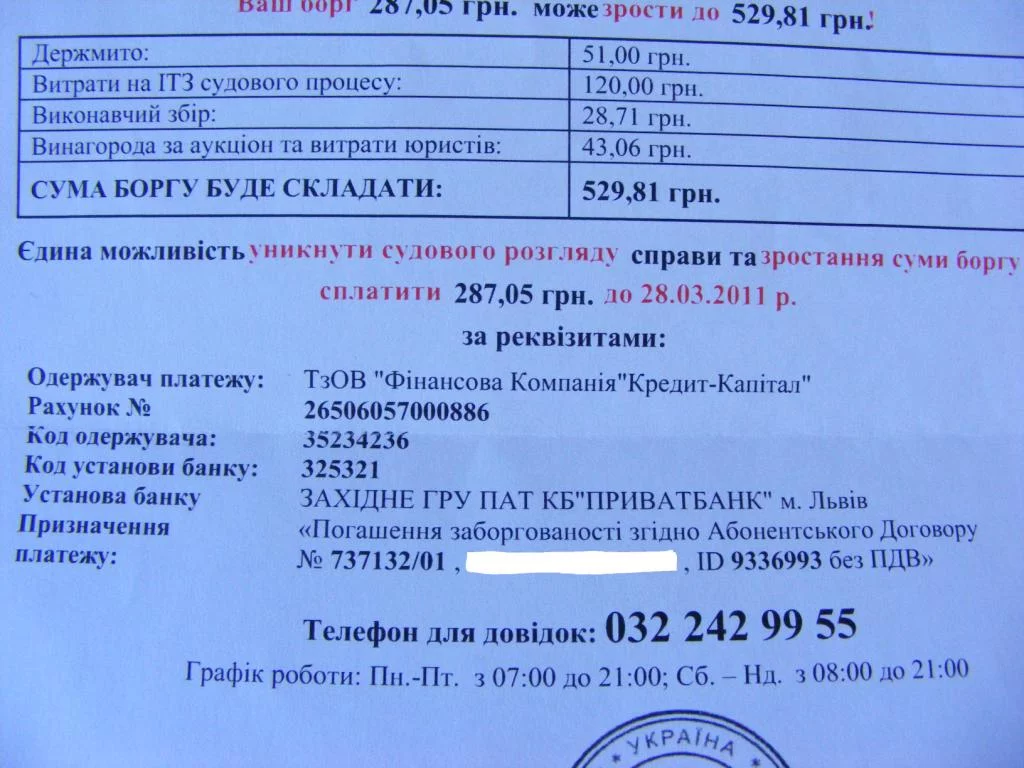 Ваш борг 287,05 грн. може зрости до 529,81 грн.!
Держмито: 51,00 грн.
Витрати на ІТЗ судового процесу: 120,00 грн.
Виконавчий збір: 28,71 грн.
Винагорода за аукціон та витрати юристів: 43,06 грн.
СУМА БОРГУ БУДЕ СКЛАДАТИ: 529,81 грн.
Єдина можливість уникнути судового розгляду справи та зростання суми боргу
сплатити 287,05 грн. до 28.03.2011 р.
за реквізитами:
Одержувач платежу: ТзОВ "Фінансова Компанія"Кредит-Капітал"
Рахунок № 26506057000886
Код одержувача: 35234236
Код установи банку: 325321
Установа банку ЗАХІДНЕ ГРУ ПАТ КБ"ПРИВАТБАНК" м. Львів
Призначення платежу: «Погашення заборгованості згідно Абонентського Договору
№ 737132/01 , , ID 9336993 без ПДВ»
Телефон для довідок: 032 242 99 55
Графік роботи: Пн.-Пт. з 07:00 до 21:00; Сб. – Нд. з 08:00 до 21:00
* УКРАЇНА *